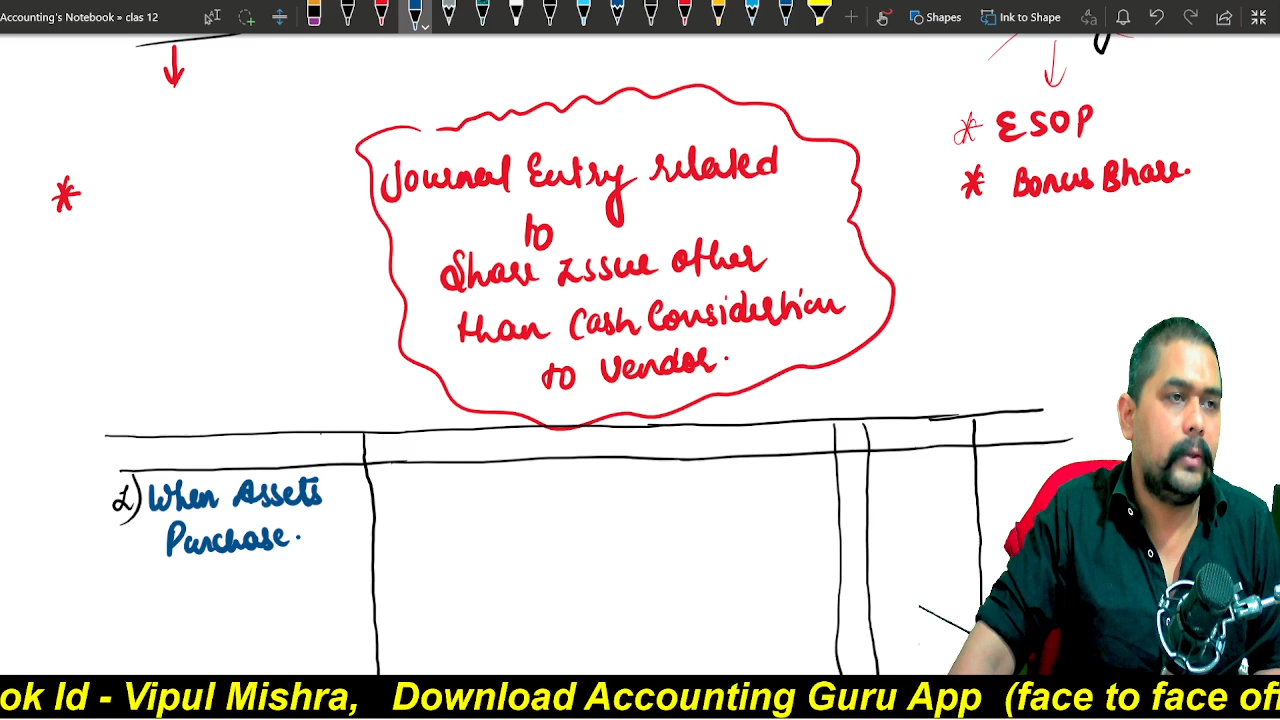 Accounting's Notebook » clas 12
Shapes
Ink to Shape
* ESOP
* Bonus Share.
*
Journal Entry related
to
Share Issue other
than Cash Consideration
to Vendor.
1) When Assets
Purchase.
ok Id - Vipul Mishra, Download Accounting Guru App (face to face of